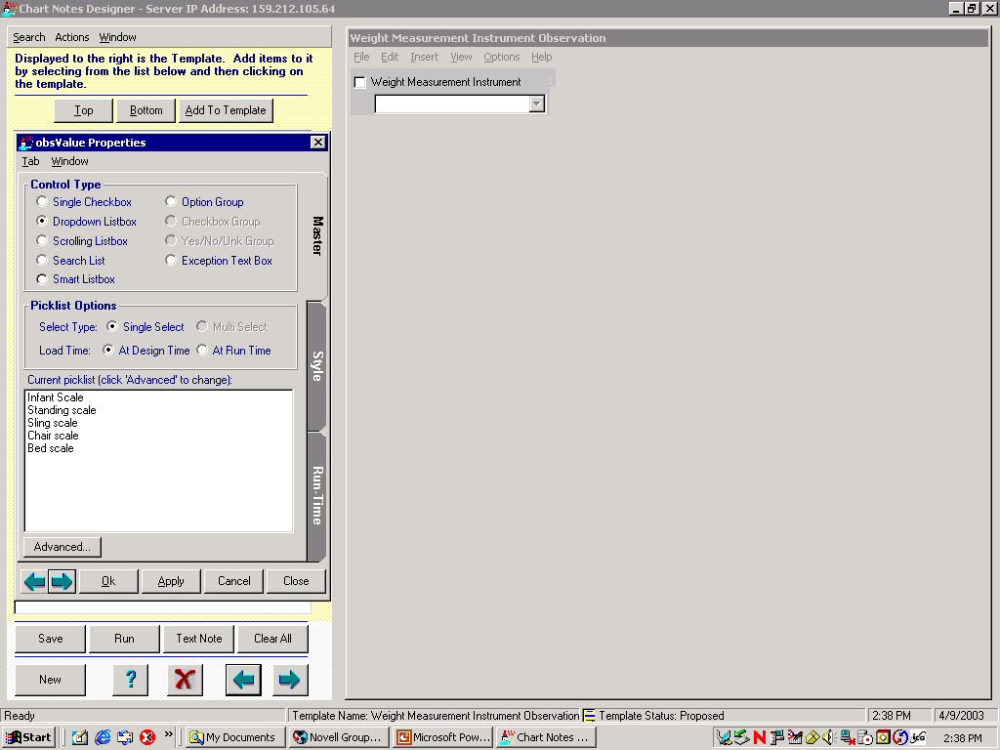 Chart Notes Designer - Server IP Address: 159.212.105.64
Search Actions Window
Displayed to the right is the Template. Add items to it
by selecting from the list below and then clicking on
the template.
Top Bottom Add To Template
obsValue Properties
Tab Window
Control Type
Single Checkbox Option Group
Dropdown Listbox Checkbox Group
Scrolling Listbox Yes/No/Unk Group
Search List Exception Text Box
Smart Listbox
Master
Picklist Options
Select Type: Single Select Multi Select
Load Time: At Design Time At Run Time
Style
Current picklist (click 'Advanced' to change):
Infant Scale
Standing scale
Sling scale
Chair scale
Bed scale
Run-Time
Advanced...
Ok Apply Cancel Close
Save Run Text Note Clear All
New ?
Weight Measurement Instrument Observation
File Edit Insert View Options Help
Weight Measurement Instrument
Ready Template Name: Weight Measurement Instrument Observation Template Status: Proposed 2:38 PM 4/9/2003
Start » My Documents Novell Group... Microsoft Pow... Chart Notes ... N 2:38 PM